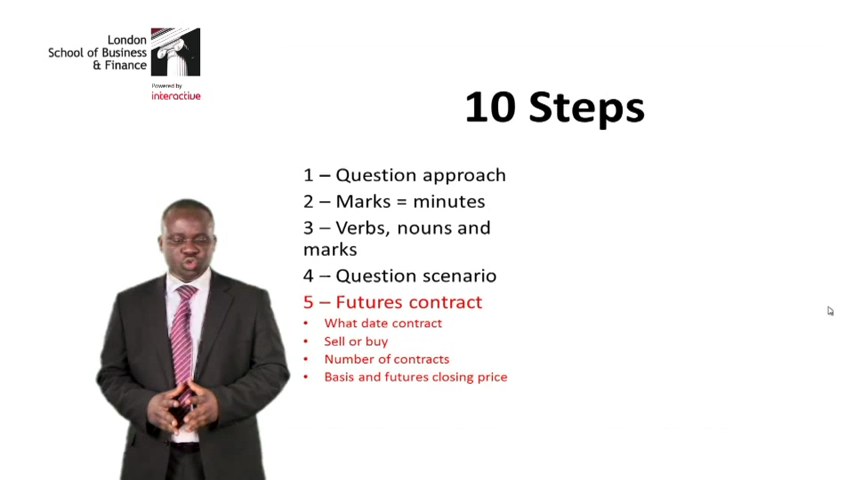 London
School of Business
& Finance
Powered by
interactive
10 Steps
1 – Question approach
2 – Marks = minutes
3 – Verbs, nouns and
marks
4 – Question scenario
5 – Futures contract
• What date contract
• Sell or buy
• Number of contracts
• Basis and futures closing price